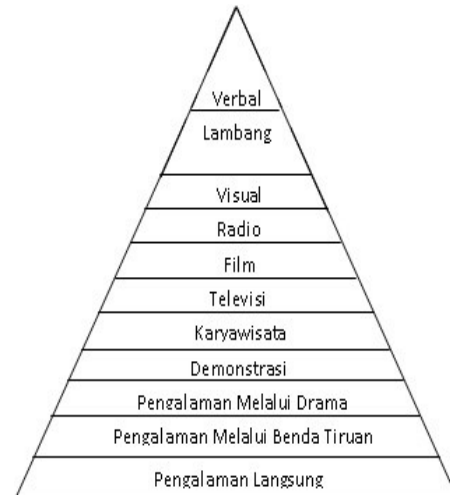 Verbal
Lambang
Visual
Radio
Film
Televisi
Karyawisata
Demonstrasi
Pengalaman Melalui Drama
Pengalaman Melalui Benda Tiruan
Pengalaman Langsung